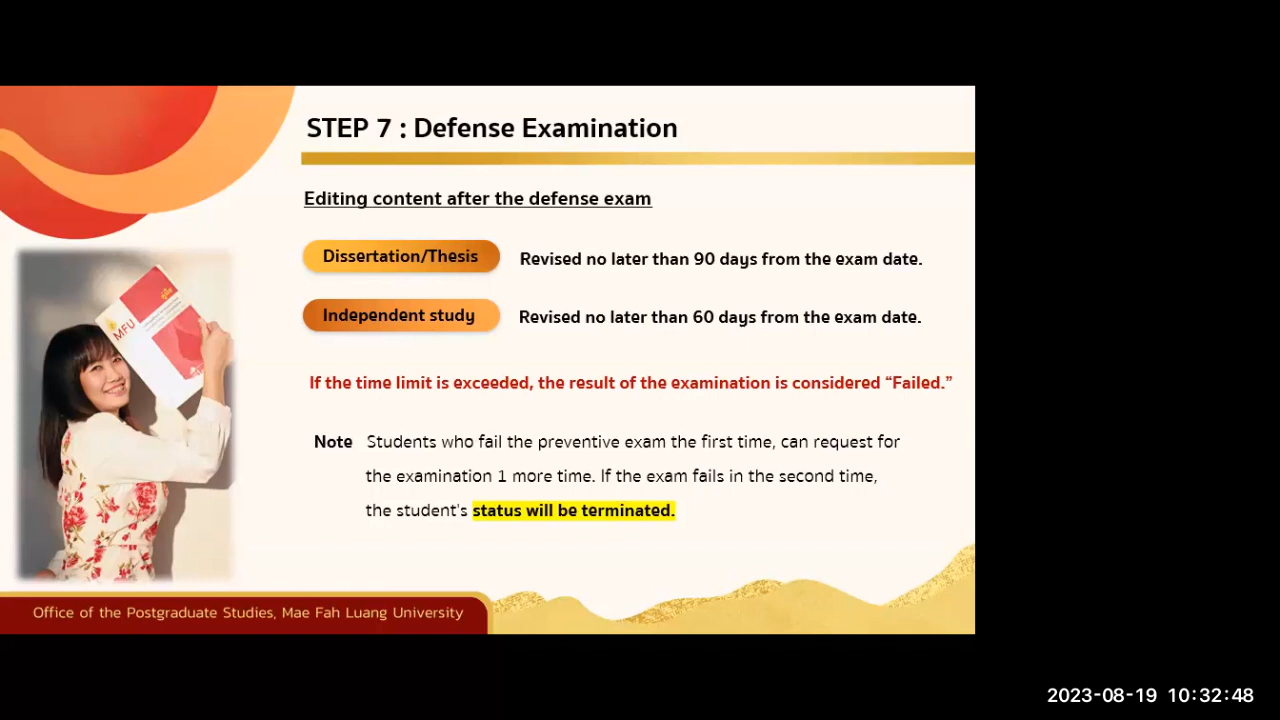 STEP 7 : Defense Examination
Editing content after the defense exam
Dissertation/Thesis Revised no later than 90 days from the exam date.
Independent study Revised no later than 60 days from the exam date.
If the time limit is exceeded, the result of the examination is considered “Failed.”
Note Students who fail the preventive exam the first time, can request for
the examination 1 more time. If the exam fails in the second time,
the student's status will be terminated.
MFU
Office of the Postgraduate Studies, Mae Fah Luang University
2023-08-19 10:32:48